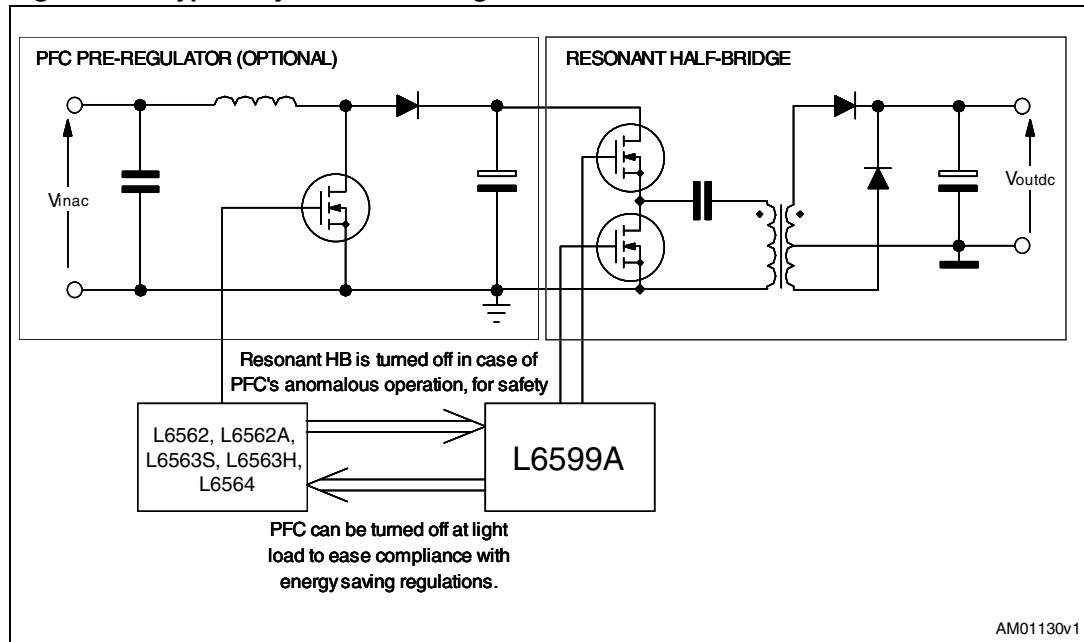 PFC PRE-REGULATOR (OPTIONAL)
RESONANT HALF-BRIDGE
Vinac
Voutdc
Resonant HB is turned off in case of
PFC's anomalous operation, for safety
L6562, L6562A,
L6563S, L6563H,
L6564
L6599A
PFC can be turned off at light
load to ease compliance with
energy saving regulations.
AM01130v1